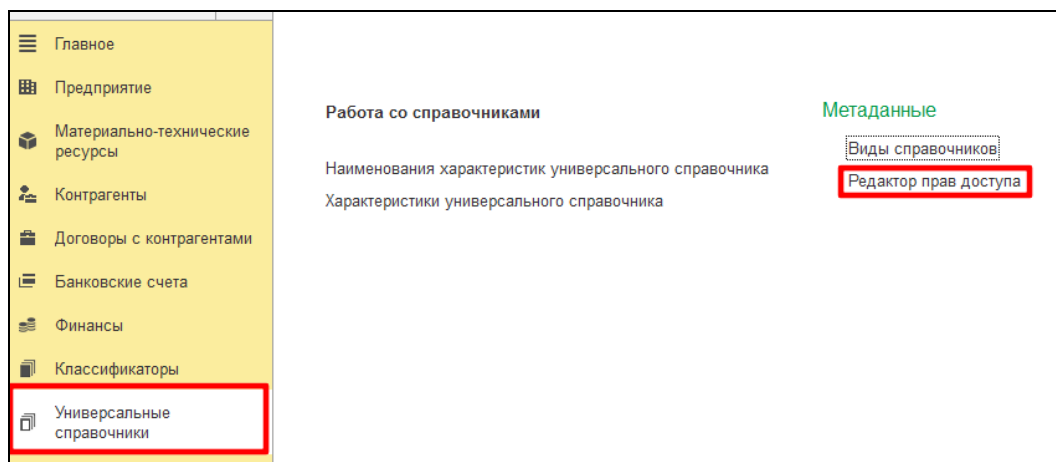 Главное
Предприятие
Материально-технические
ресурсы
Контрагенты
Договоры с контрагентами
Банковские счета
Финансы
Классификаторы
Универсальные
справочники
Работа со справочниками
Наименования характеристик универсального справочника
Характеристики универсального справочника
Метаданные
Виды справочников
Редактор прав доступа